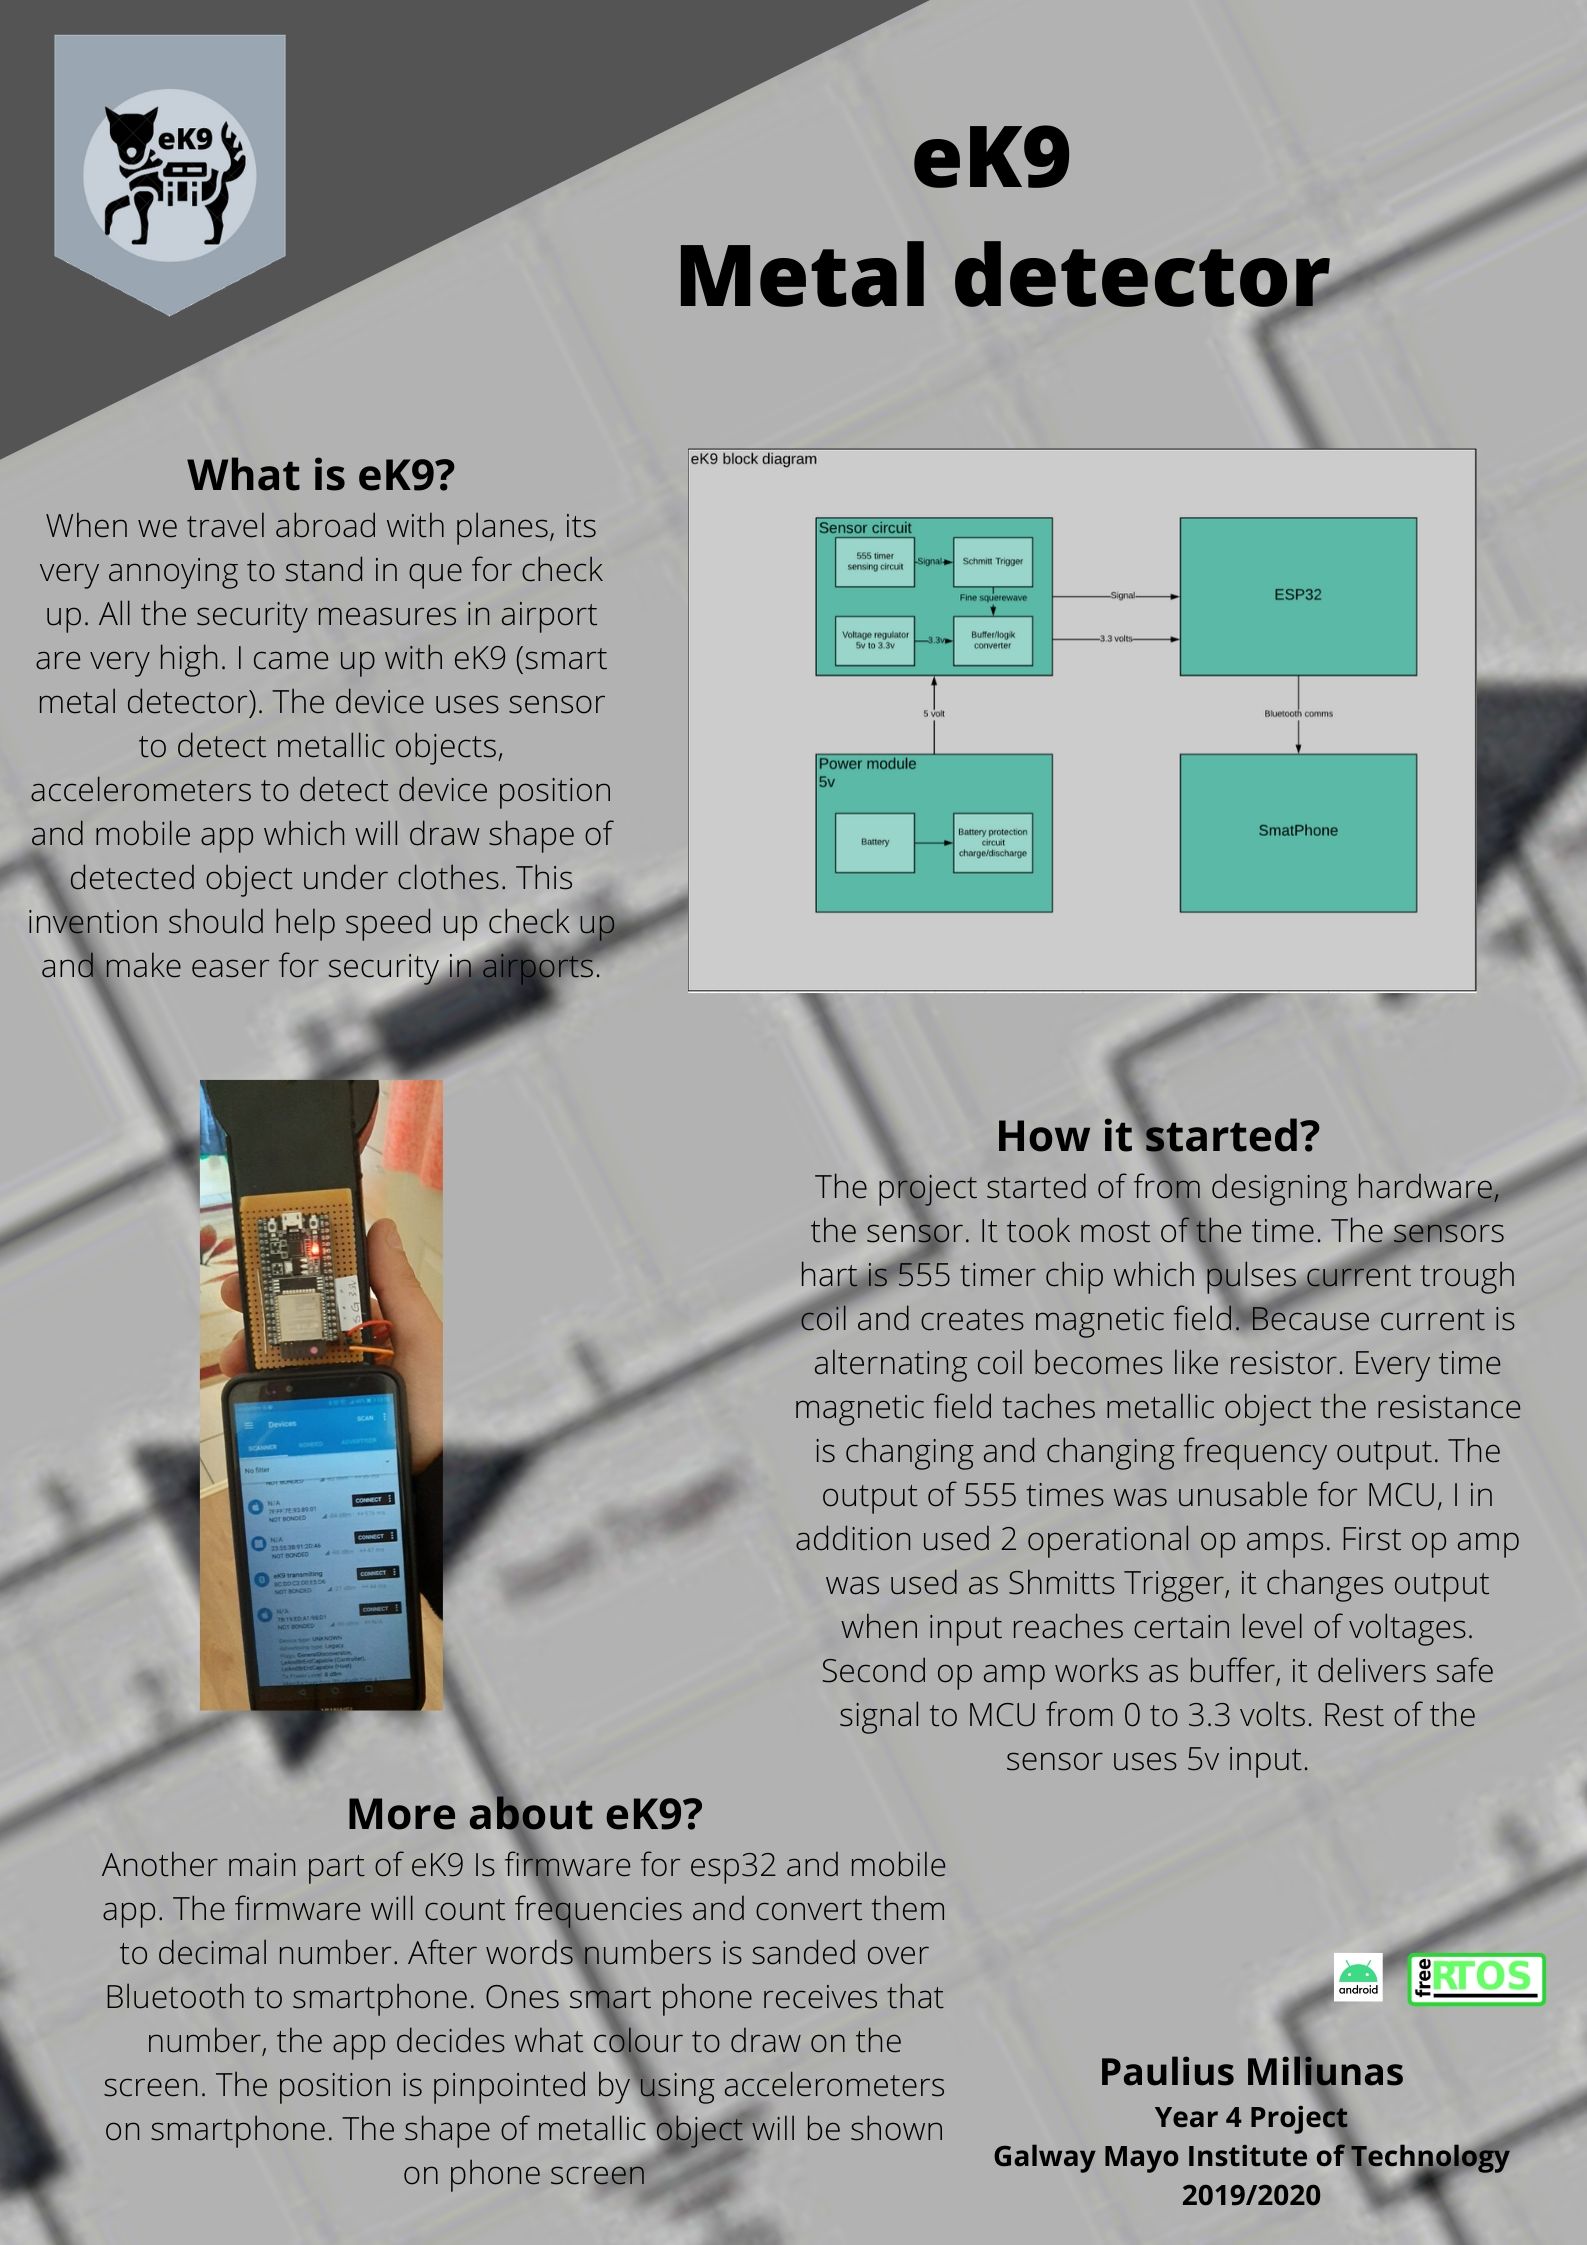 eK9
eK9
Metal detector
What is eK9?
When we travel abroad with planes, its
very annoying to stand in que for check
up. All the security measures in airport
are very high. I came up with eK9 (smart
metal detector). The device uses sensor
to detect metallic objects,
accelerometers to detect device position
and mobile app which will draw shape of
detected object under clothes. This
invention should help speed up check up
and make easer for security in airports.
eK9 block diagram
Sensor circuit
555 timer
sensing circuit
Signal
Schmitt Trigger
Fine squerewave
Voltage regulator
5v to 3.3v
3.3v
Buffer/logik
converter
Signal
3.3 volts
ESP32
5 volt
Bluetooth comms
Power module
5v
Battery
Battery protection
circuit
charge/discharge
SmatPhone
Devices
SCAN
SCANNER
BONDED
ADVERTISER
No filter
NOT BONDED
N/A
NOT BONDED
CONNECT
N/A
NOT BONDED
CONNECT
eK9 transmiting
NOT BONDED
CONNECT
N/A
NOT BONDED
CONNECT
How it started?
The project started of from designing hardware,
the sensor. It took most of the time. The sensors
hart is 555 timer chip which pulses current trough
coil and creates magnetic field. Because current is
alternating coil becomes like resistor. Every time
magnetic field taches metallic object the resistance
is changing and changing frequency output. The
output of 555 times was unusable for MCU, I in
addition used 2 operational op amps. First op amp
was used as Shmitts Trigger, it changes output
when input reaches certain level of voltages.
Second op amp works as buffer, it delivers safe
signal to MCU from 0 to 3.3 volts. Rest of the
sensor uses 5v input.
More about eK9?
Another main part of eK9 Is firmware for esp32 and mobile
app. The firmware will count frequencies and convert them
to decimal number. After words numbers is sanded over
Bluetooth to smartphone. Ones smart phone receives that
number, the app decides what colour to draw on the
screen. The position is pinpointed by using accelerometers
on smartphone. The shape of metallic object will be shown
on phone screen
android
free RTOS
Paulius Miliunas
Year 4 Project
Galway Mayo Institute of Technology
2019/2020